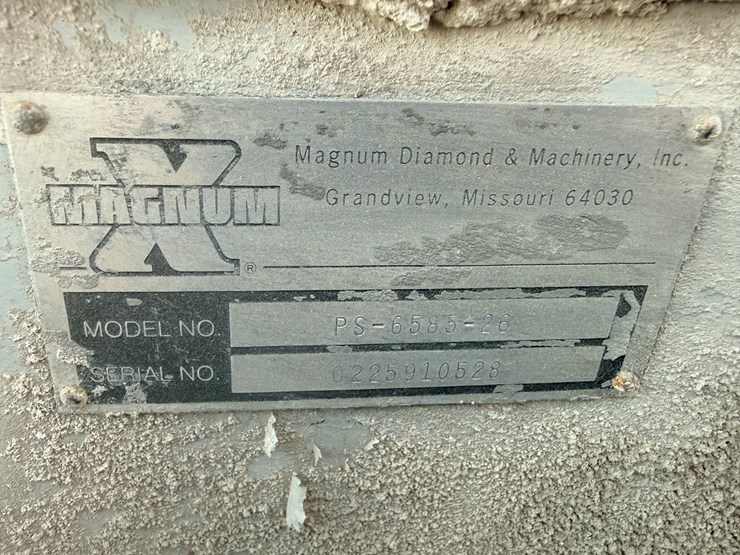 X
MAGNUM
®
Magnum Diamond & Machinery, Inc.
Grandview, Missouri 64030
MODEL NO. PS-6585-26
SERIAL NO 0225910528